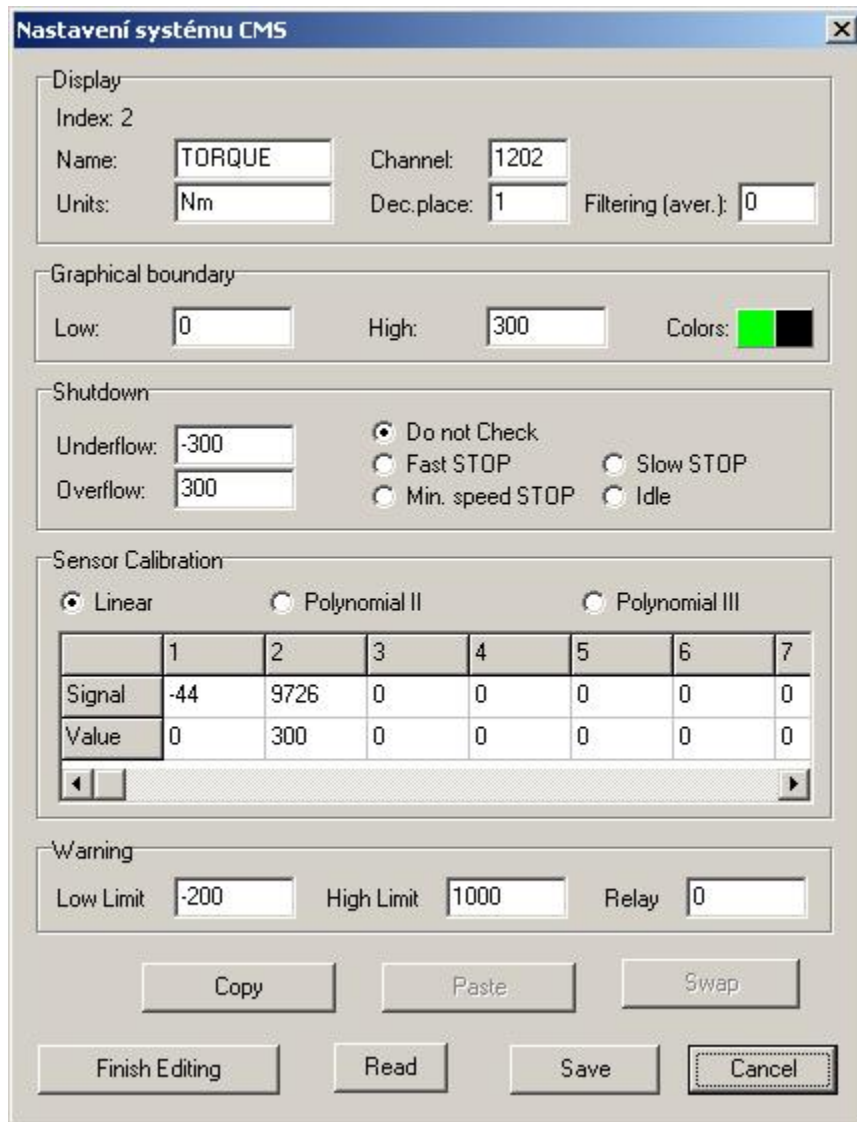 Nastavení systému CMS
Display
Index: 2
Name: TORQUE Channel: 1202
Units: Nm Dec.place: 1 Filtering (aver.): 0
Graphical boundary
Low: 0 High: 300 Colors:
Shutdown
Underflow: -300 Do not Check
Fast STOP Slow STOP
Overflow: 300 Min. speed STOP Idle
Sensor Calibration
Linear Polynomial II Polynomial III
1 2 3 4 5 6 7
Signal -44 9726 0 0 0 0 0
Value 0 300 0 0 0 0 0
Warning
Low Limit -200 High Limit 1000 Relay 0
Copy Paste Swap
Finish Editing Read Save Cancel